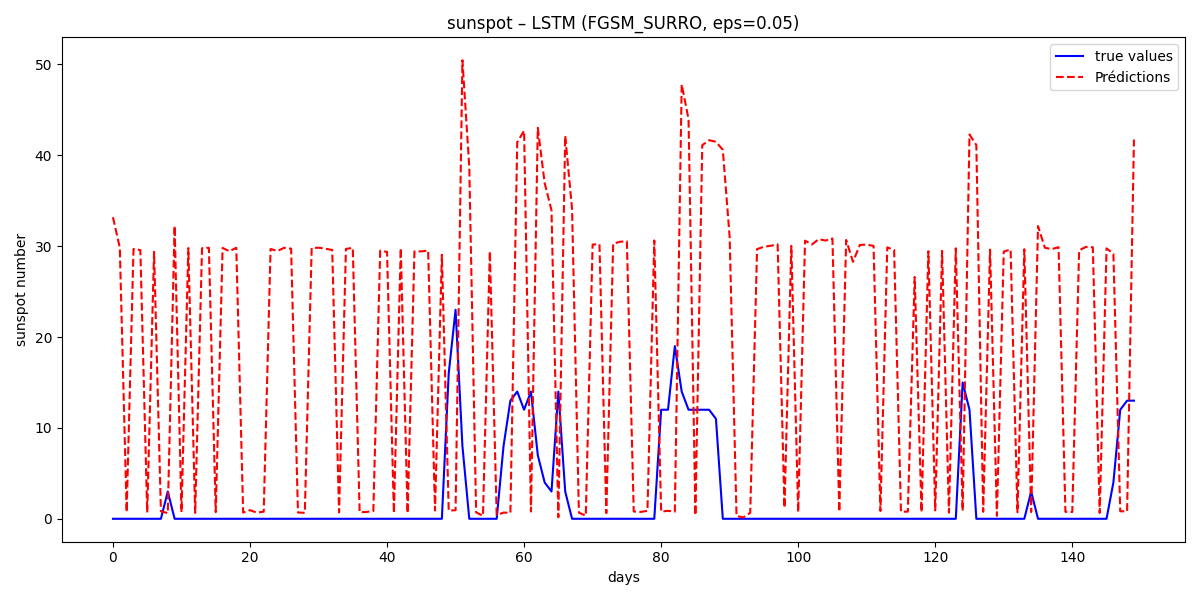 sunspot – LSTM (FGSM_SURRO, eps=0.05)
true values
Prédictions
sunspot number
50
40
30
20
10
0
0 20 40 60 80 100 120 140
days